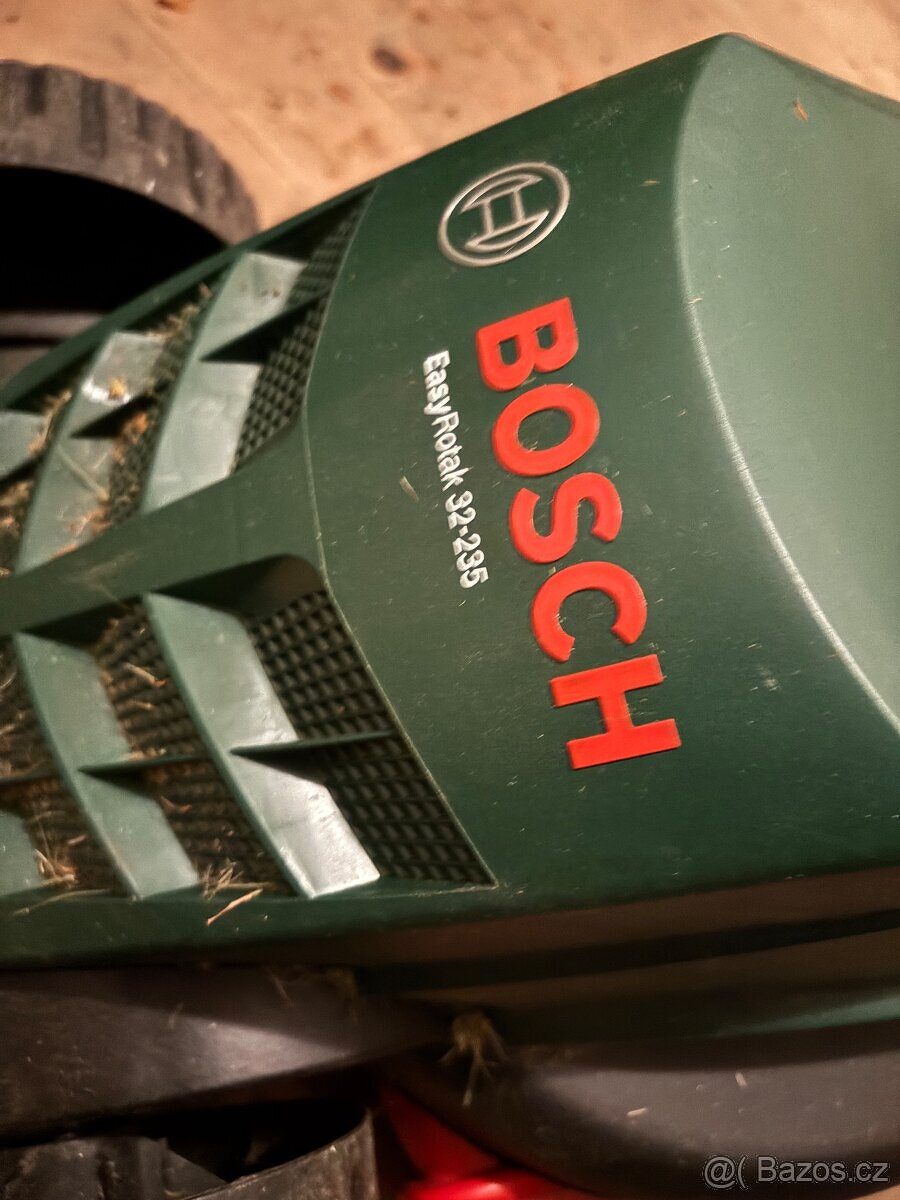 BOSCH
EasyRotak 32-235
@( Bazos.cz